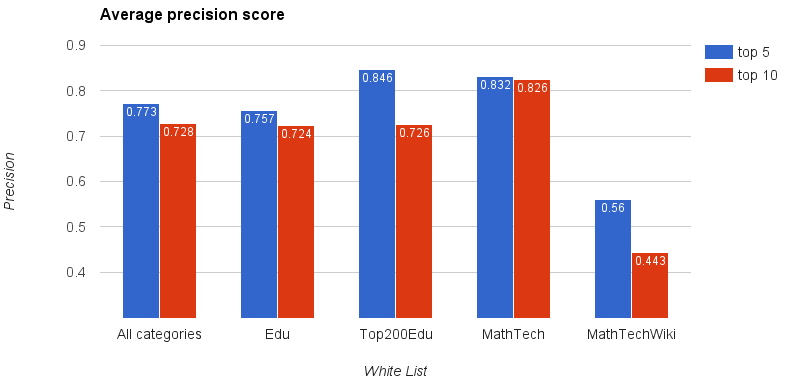 Average precision score
0.9
0.8
0.7
0.6
0.5
0.4
Precision
0.773
0.728
0.757
0.724
0.846
0.726
0.832
0.826
0.56
0.443
All categories
Edu
Top200Edu
MathTech
MathTechWiki
White List
top 5
top 10